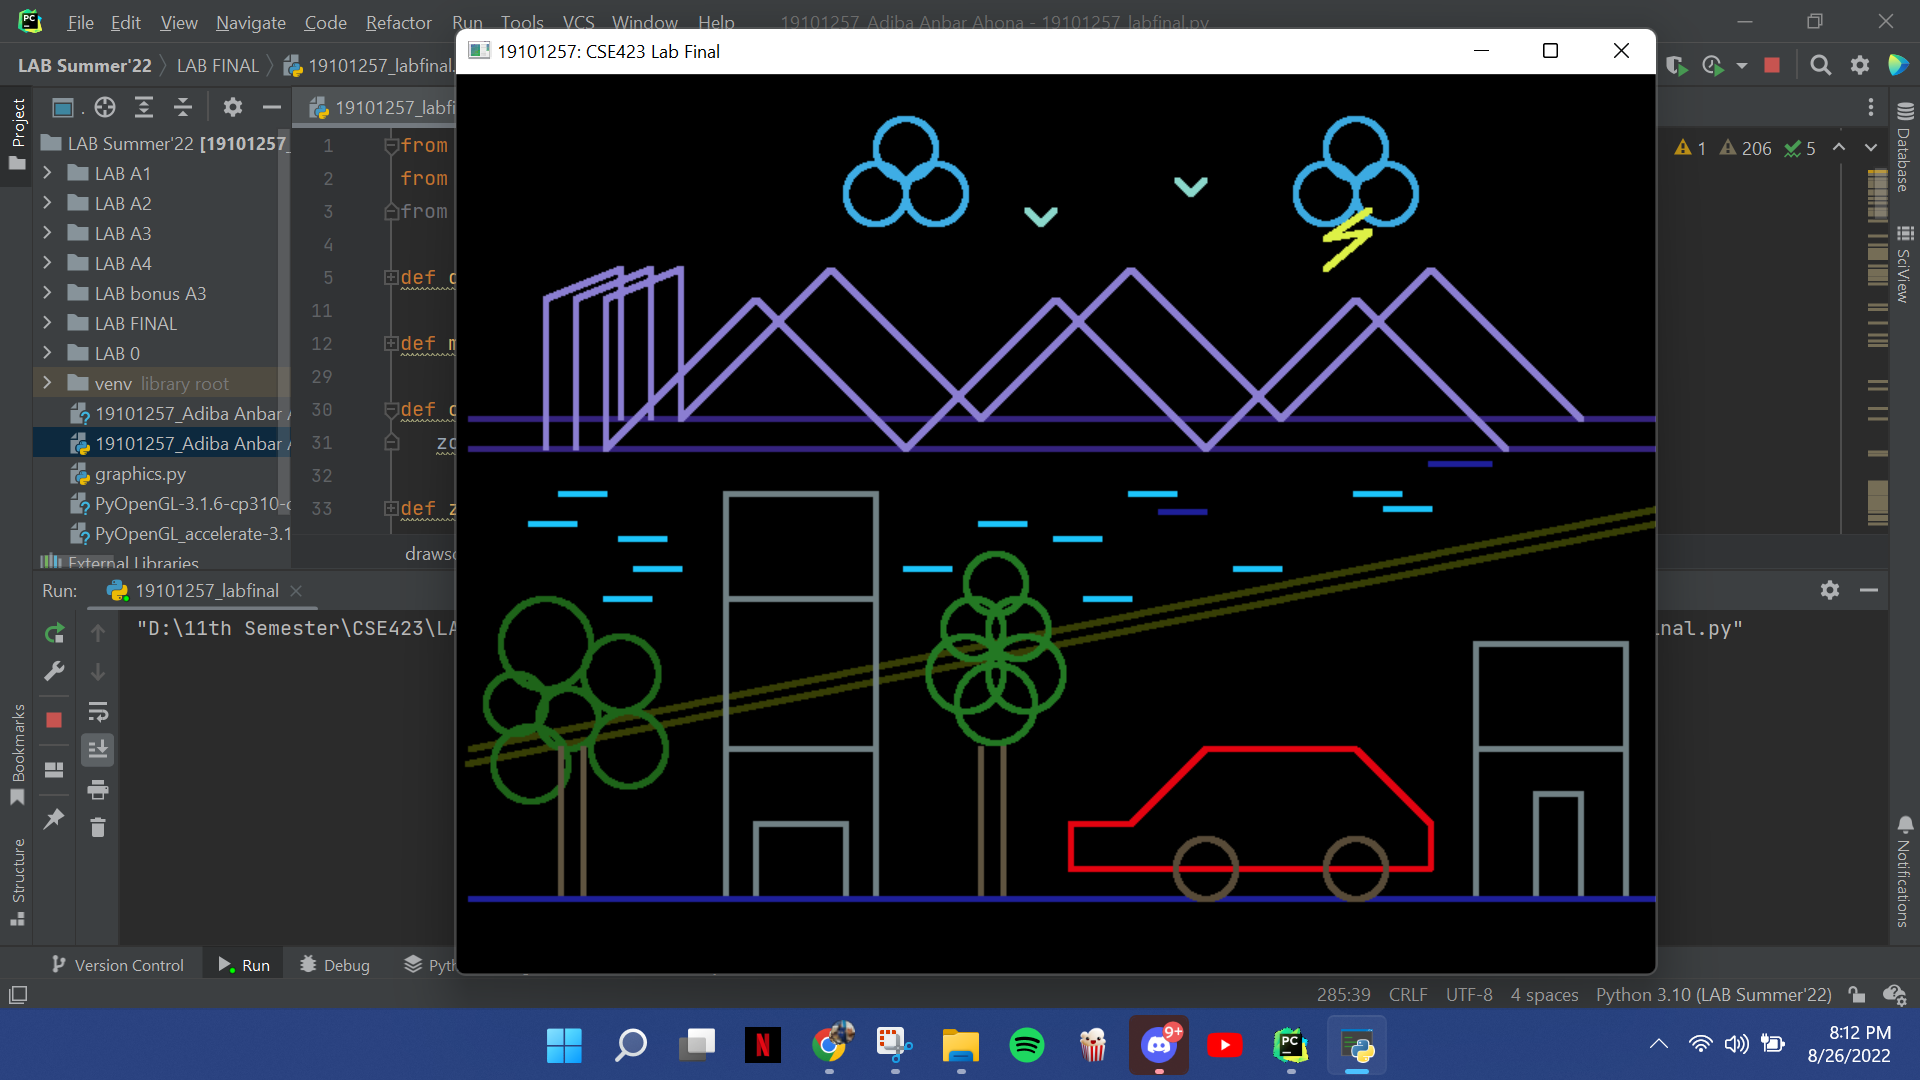 File Edit View Navigate Code Refactor Run Tools VCS Window Help 19101257_Adiba Anbar Ahona - 19101257_labfinal.py
19101257: CSE423 Lab Final
LAB Summer'22 LAB FINAL 19101257_labfinal.
Project
19101257_labfi
LAB Summer'22 [19101257_
LAB A1
LAB A2
LAB A3
LAB A4
LAB bonus A3
LAB FINAL
LAB 0
venv library root
19101257_Adiba Anbar
19101257_Adiba Anbar
graphics.py
PyOpenGL-3.1.6-cp310-
PyOpenGL_accelerate-3.1
External Libraries
1 from
2 from
3 from
4
5 def
11
12 def m
29
30 def
31 zo
32
33 def z
drawsc
1 206 5
Database
SciView
Notifications
Run: 19101257_labfinal
"D:\11th Semester\CSE423\LA
nal.py"
Bookmarks
Structure
Version Control Run Debug Pyth
285:39 CRLF UTF-8 4 spaces Python 3.10 (LAB Summer'22)
PC
N
9+
PC
8:12 PM
8/26/2022